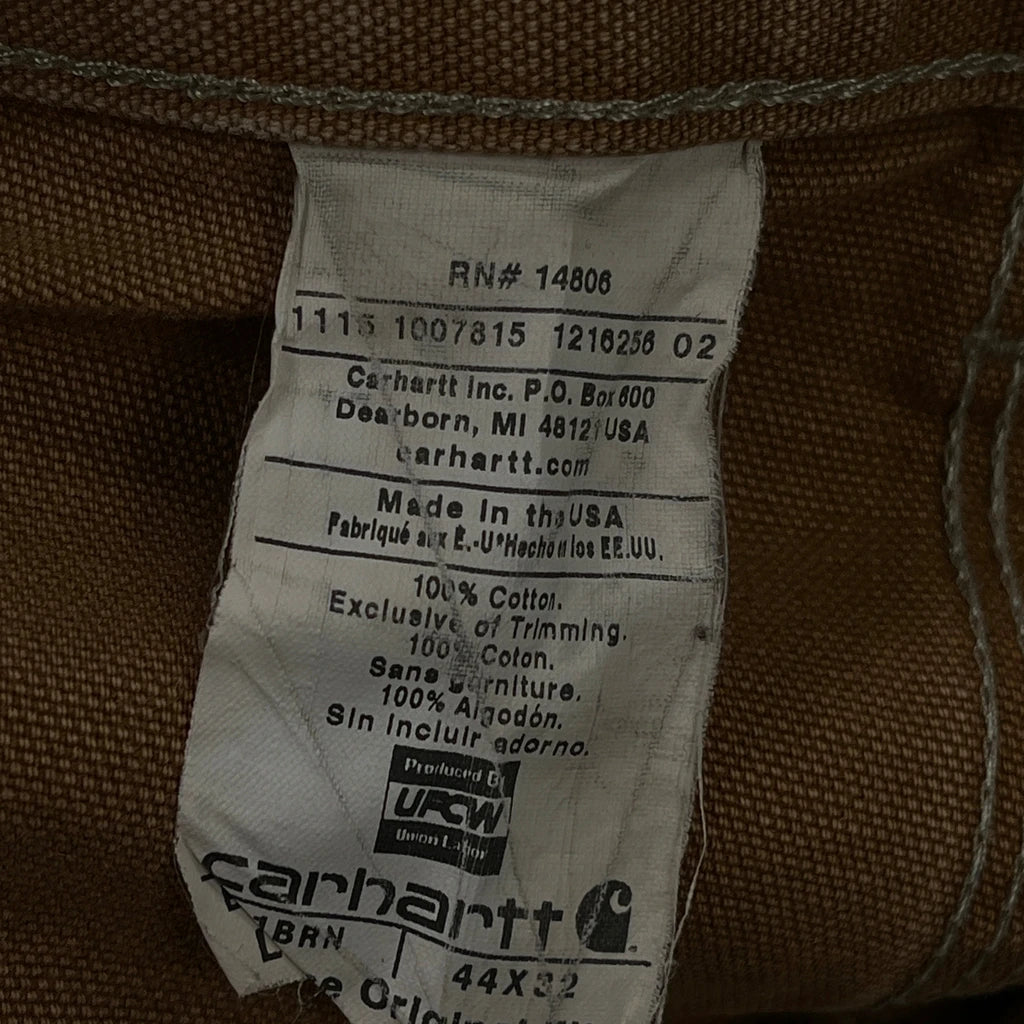 RN# 14806
1115 1007815 1216256 02
Carhartt Inc. P.O. Box 600
Dearborn, MI 48121 USA
carhartt.com
Made in the USA
Fabriqué aux É.-U*Hecho n los EE.UU.
100% Cotton.
Exclusive of Trimming.
100% Coton.
Sans garniture.
100% Algodón.
Sin incluir adorno.
Produced By
UFCW
Union Labor
carhartt
BRN 44X32
Original